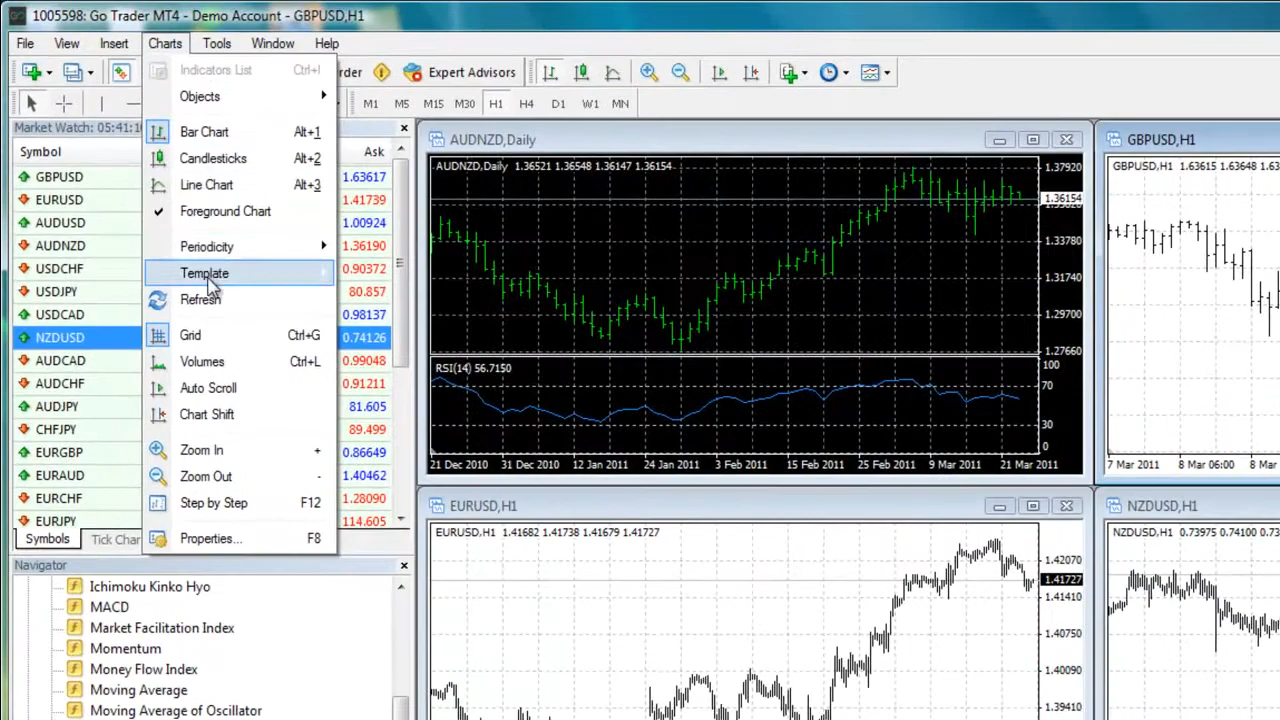 1005598: Go Trader MT4 - Demo Account - GBPUSD,H1
File View Insert Charts Tools Window Help
Expert Advisors
M1 M5 M15 M30 H1 H4 D1 W1 MN
Indicators List Ctrl+I
Objects
Bar Chart Alt+1
Candlesticks Alt+2
Line Chart Alt+3
Foreground Chart
Periodicity
Template
Refresh
Grid Ctrl+G
Volumes Ctrl+L
Auto Scroll
Chart Shift
Zoom In +
Zoom Out -
Step by Step F12
Properties... F8
Market Watch: 05:41:1
Symbol Ask
GBPUSD 1.63617
EURUSD 1.41739
AUDUSD 1.00924
AUDNZD 1.36190
USDCHF 0.90372
USDJPY 80.857
USDCAD 0.98137
NZDUSD 0.74126
AUDCAD 0.99048
AUDCHF 0.91211
AUDJPY 81.605
CHFJPY 89.499
EURGBP 0.86649
EURAUD 1.40462
EURCHF 1.28090
EURJPY 114.605
Symbols Tick Char
Navigator
Ichimoku Kinko Hyo
MACD
Market Facilitation Index
Momentum
Money Flow Index
Moving Average
Moving Average of Oscillator
AUDNZD,Daily
AUDNZD,Daily 1.36521 1.36548 1.36147 1.36154
1.37920
1.36154
1.33780
1.31740
1.29700
1.27660
RSI(14) 56.7150
100
70
30
0
21 Dec 2010 31 Dec 2010 12 Jan 2011 24 Jan 2011 3 Feb 2011 15 Feb 2011 25 Feb 2011 9 Mar 2011 21 Mar 2011
GBPUSD,H1
GBPUSD,H1 1.63615 1.63648 1.633
7 Mar 2011 8 Mar 06:00 8 Mar
EURUSD,H1
EURUSD,H1 1.41682 1.41738 1.41679 1.41727
1.42070
1.41727
1.41410
1.40750
1.40090
1.39410
NZDUSD,H1
NZDUSD,H1 0.73975 0.74100 0.73